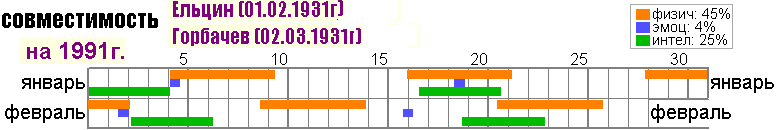 совместимость
на 1991г.
Ельцин (01.02.1931г)
Горбачев (02.03.1931г)
физич: 45%
эмоц: 4%
интел: 25%
5 10 15 20 25 30
январь январь
февраль февраль